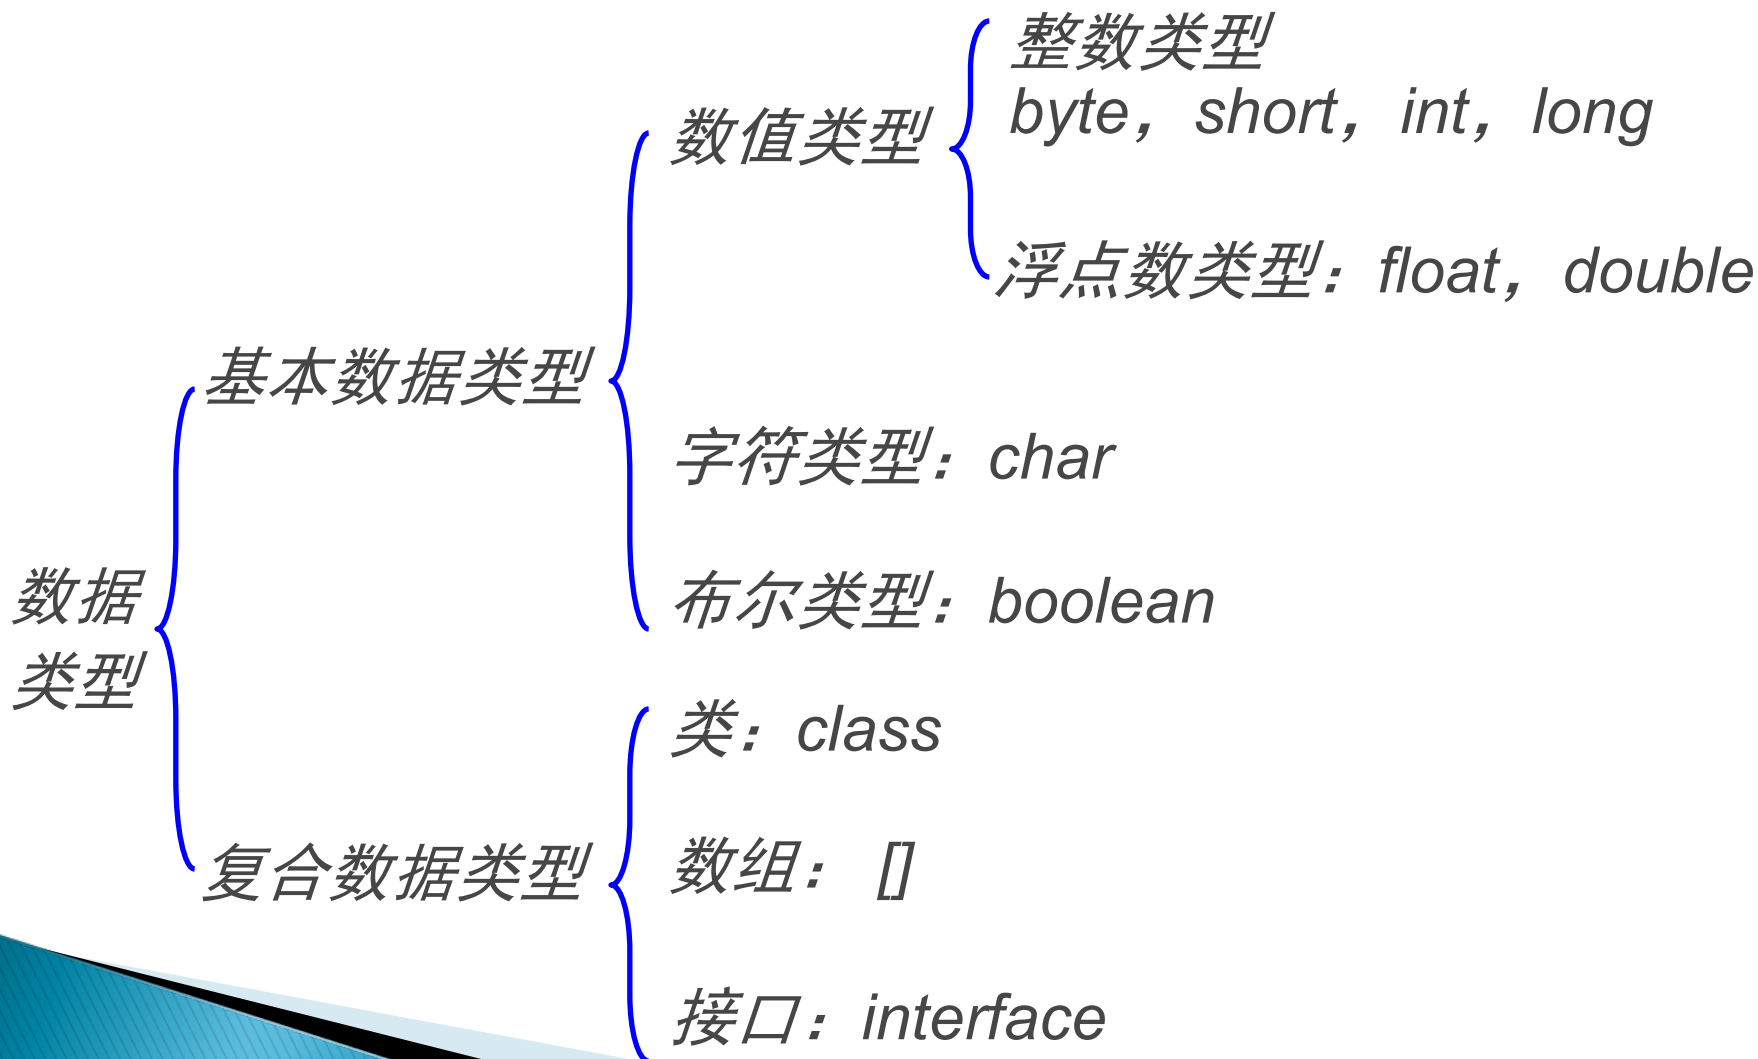 整数类型
byte，short，int，long
数值类型
浮点数类型：float，double
基本数据类型
字符类型：char
数据
类型
布尔类型：boolean
类：class
复合数据类型
数组： []
接口：interface